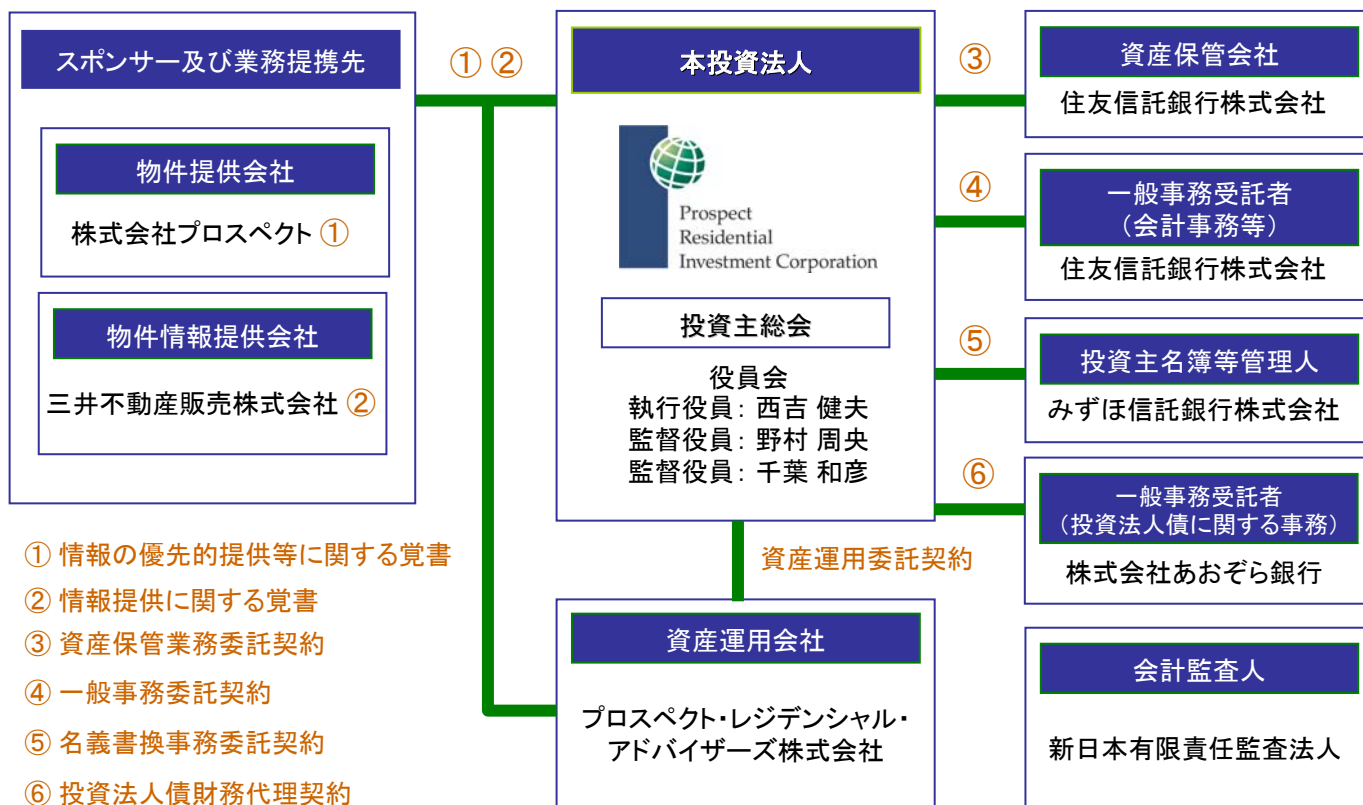 スポンサー及び業務提携先
物件提供会社
株式会社プロスペクト ①
物件情報提供会社
三井不動産販売株式会社 ②
① ②
本投資法人
Prospect
Residential
Investment Corporation
投資主総会
役員会
執行役員: 西吉 健夫
監督役員: 野村 周央
監督役員: 千葉 和彦
資産運用委託契約
資産運用会社
プロスペクト・レジデンシャル・
アドバイザーズ株式会社
③
資産保管会社
住友信託銀行株式会社
④
一般事務受託者
（会計事務等）
住友信託銀行株式会社
⑤
投資主名簿等管理人
みずほ信託銀行株式会社
⑥
一般事務受託者
（投資法人債に関する事務）
株式会社あおぞら銀行
会計監査人
新日本有限責任監査法人
① 情報の優先的提供等に関する覚書
② 情報提供に関する覚書
③ 資産保管業務委託契約
④ 一般事務委託契約
⑤ 名義書換事務委託契約
⑥ 投資法人債財務代理契約